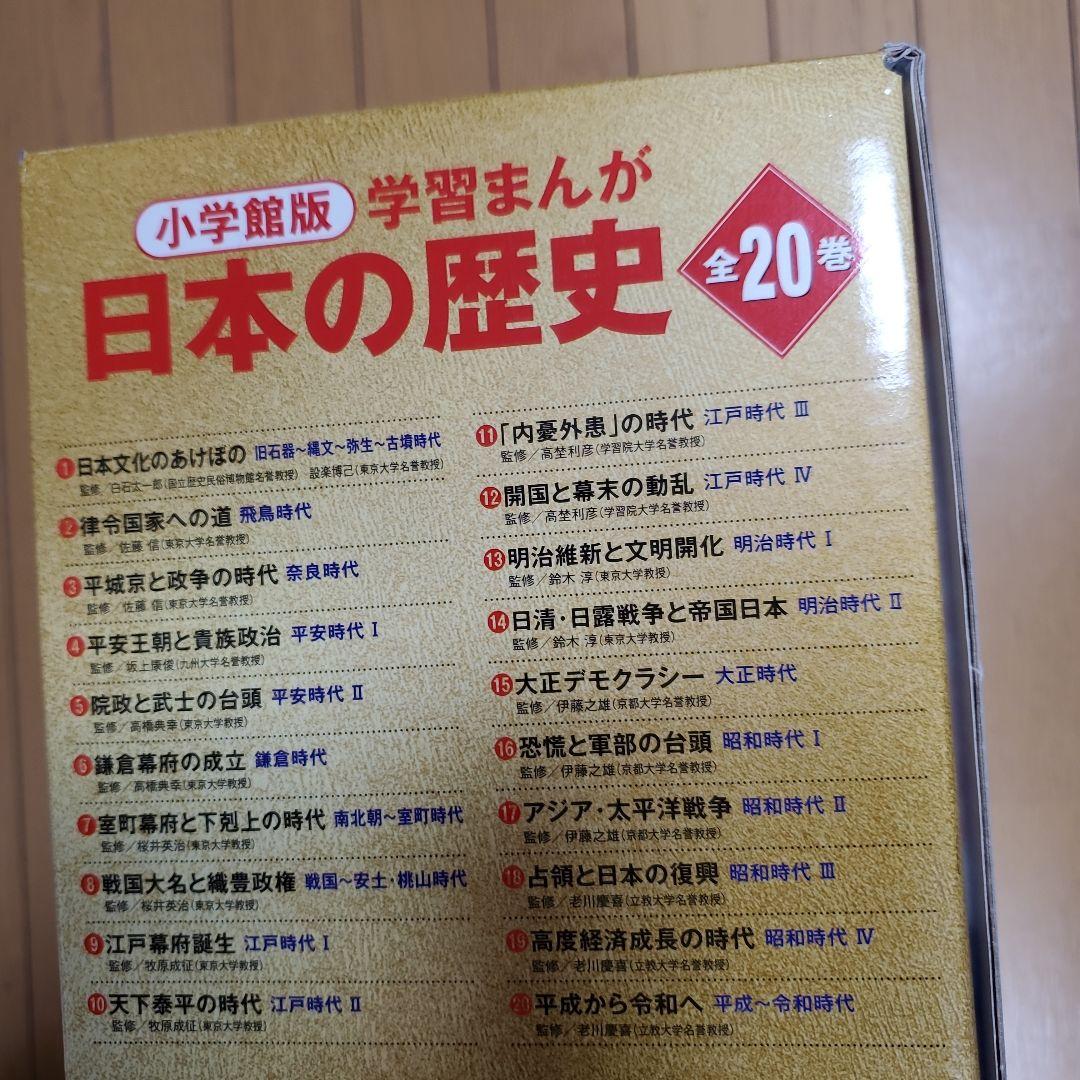 小学館版 学習まんが
日本の歴史
全20巻
1 日本文化のあけぼの 旧石器～縄文～弥生～古墳時代
監修／白石太一郎(国立歴史民俗博物館名誉教授) 設楽博己(東京大学名誉教授)
2 律令国家への道 飛鳥時代
監修／佐藤 信(東京大学名誉教授)
3 平城京と政争の時代 奈良時代
監修／佐藤 信(東京大学名誉教授)
4 平安王朝と貴族政治 平安時代 I
監修／坂上康俊(九州大学名誉教授)
5 院政と武士の台頭 平安時代 II
監修／高橋典幸(東京大学教授)
6 鎌倉幕府の成立 鎌倉時代
監修／高橋典幸(東京大学教授)
7 室町幕府と下剋上の時代 南北朝～室町時代
監修／桜井英治(東京大学教授)
8 戦国大名と織豊政権 戦国～安土・桃山時代
監修／桜井英治(東京大学教授)
9 江戸幕府誕生 江戸時代 I
監修／牧原成征(東京大学教授)
10 天下泰平の時代 江戸時代 II
監修／牧原成征(東京大学教授)
11 「内憂外患」の時代 江戸時代 III
監修／高埜利彦(学習院大学名誉教授)
12 開国と幕末の動乱 江戸時代 IV
監修／高埜利彦(学習院大学名誉教授)
13 明治維新と文明開化 明治時代 I
監修／鈴木 淳(東京大学教授)
14 日清・日露戦争と帝国日本 明治時代 II
監修／鈴木 淳(東京大学教授)
15 大正デモクラシー 大正時代
監修／伊藤之雄(京都大学名誉教授)
16 恐慌と軍部の台頭 昭和時代 I
監修／伊藤之雄(京都大学名誉教授)
17 アジア・太平洋戦争 昭和時代 II
監修／伊藤之雄(京都大学名誉教授)
18 占領と日本の復興 昭和時代 III
監修／老川慶喜(立教大学名誉教授)
19 高度経済成長の時代 昭和時代 IV
監修／老川慶喜(立教大学名誉教授)
20 平成から令和へ 平成～令和時代
監修／老川慶喜(立教大学名誉教授)